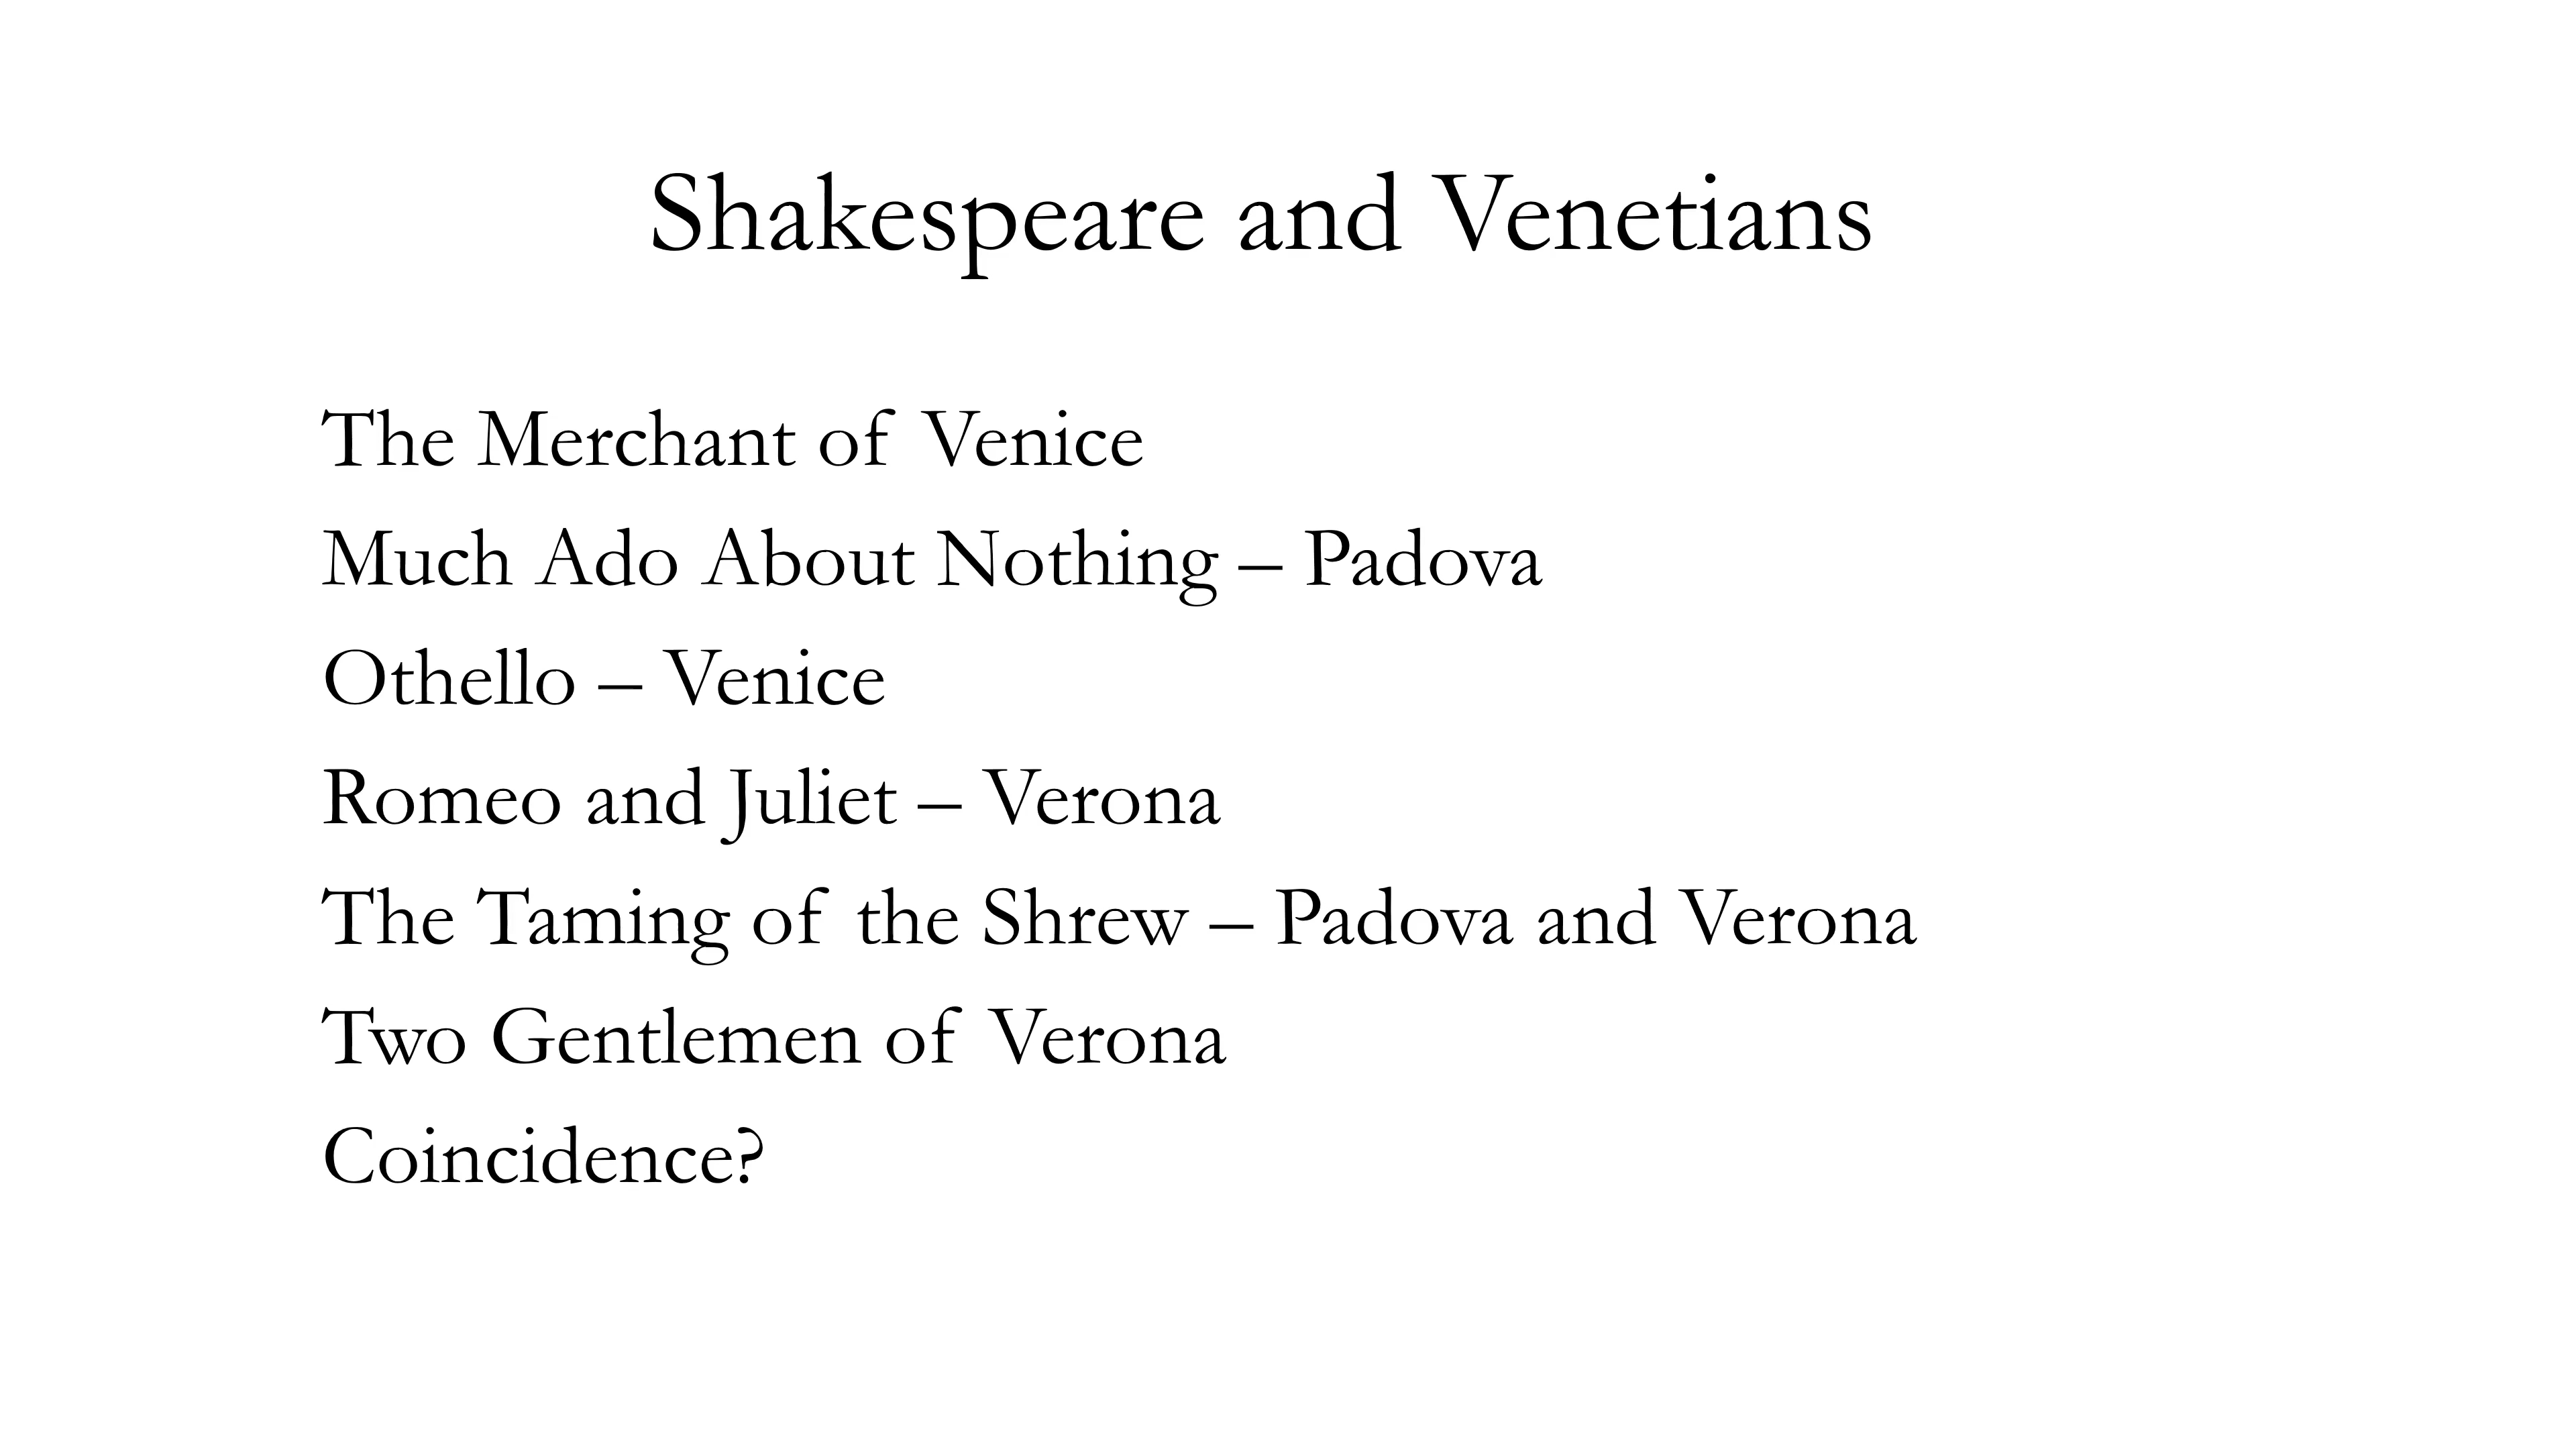 Shakespeare and Venetians
The Merchant of Venice
Much Ado About Nothing – Padova
Othello – Venice
Romeo and Juliet – Verona
The Taming of the Shrew – Padova and Verona
Two Gentlemen of Verona
Coincidence?